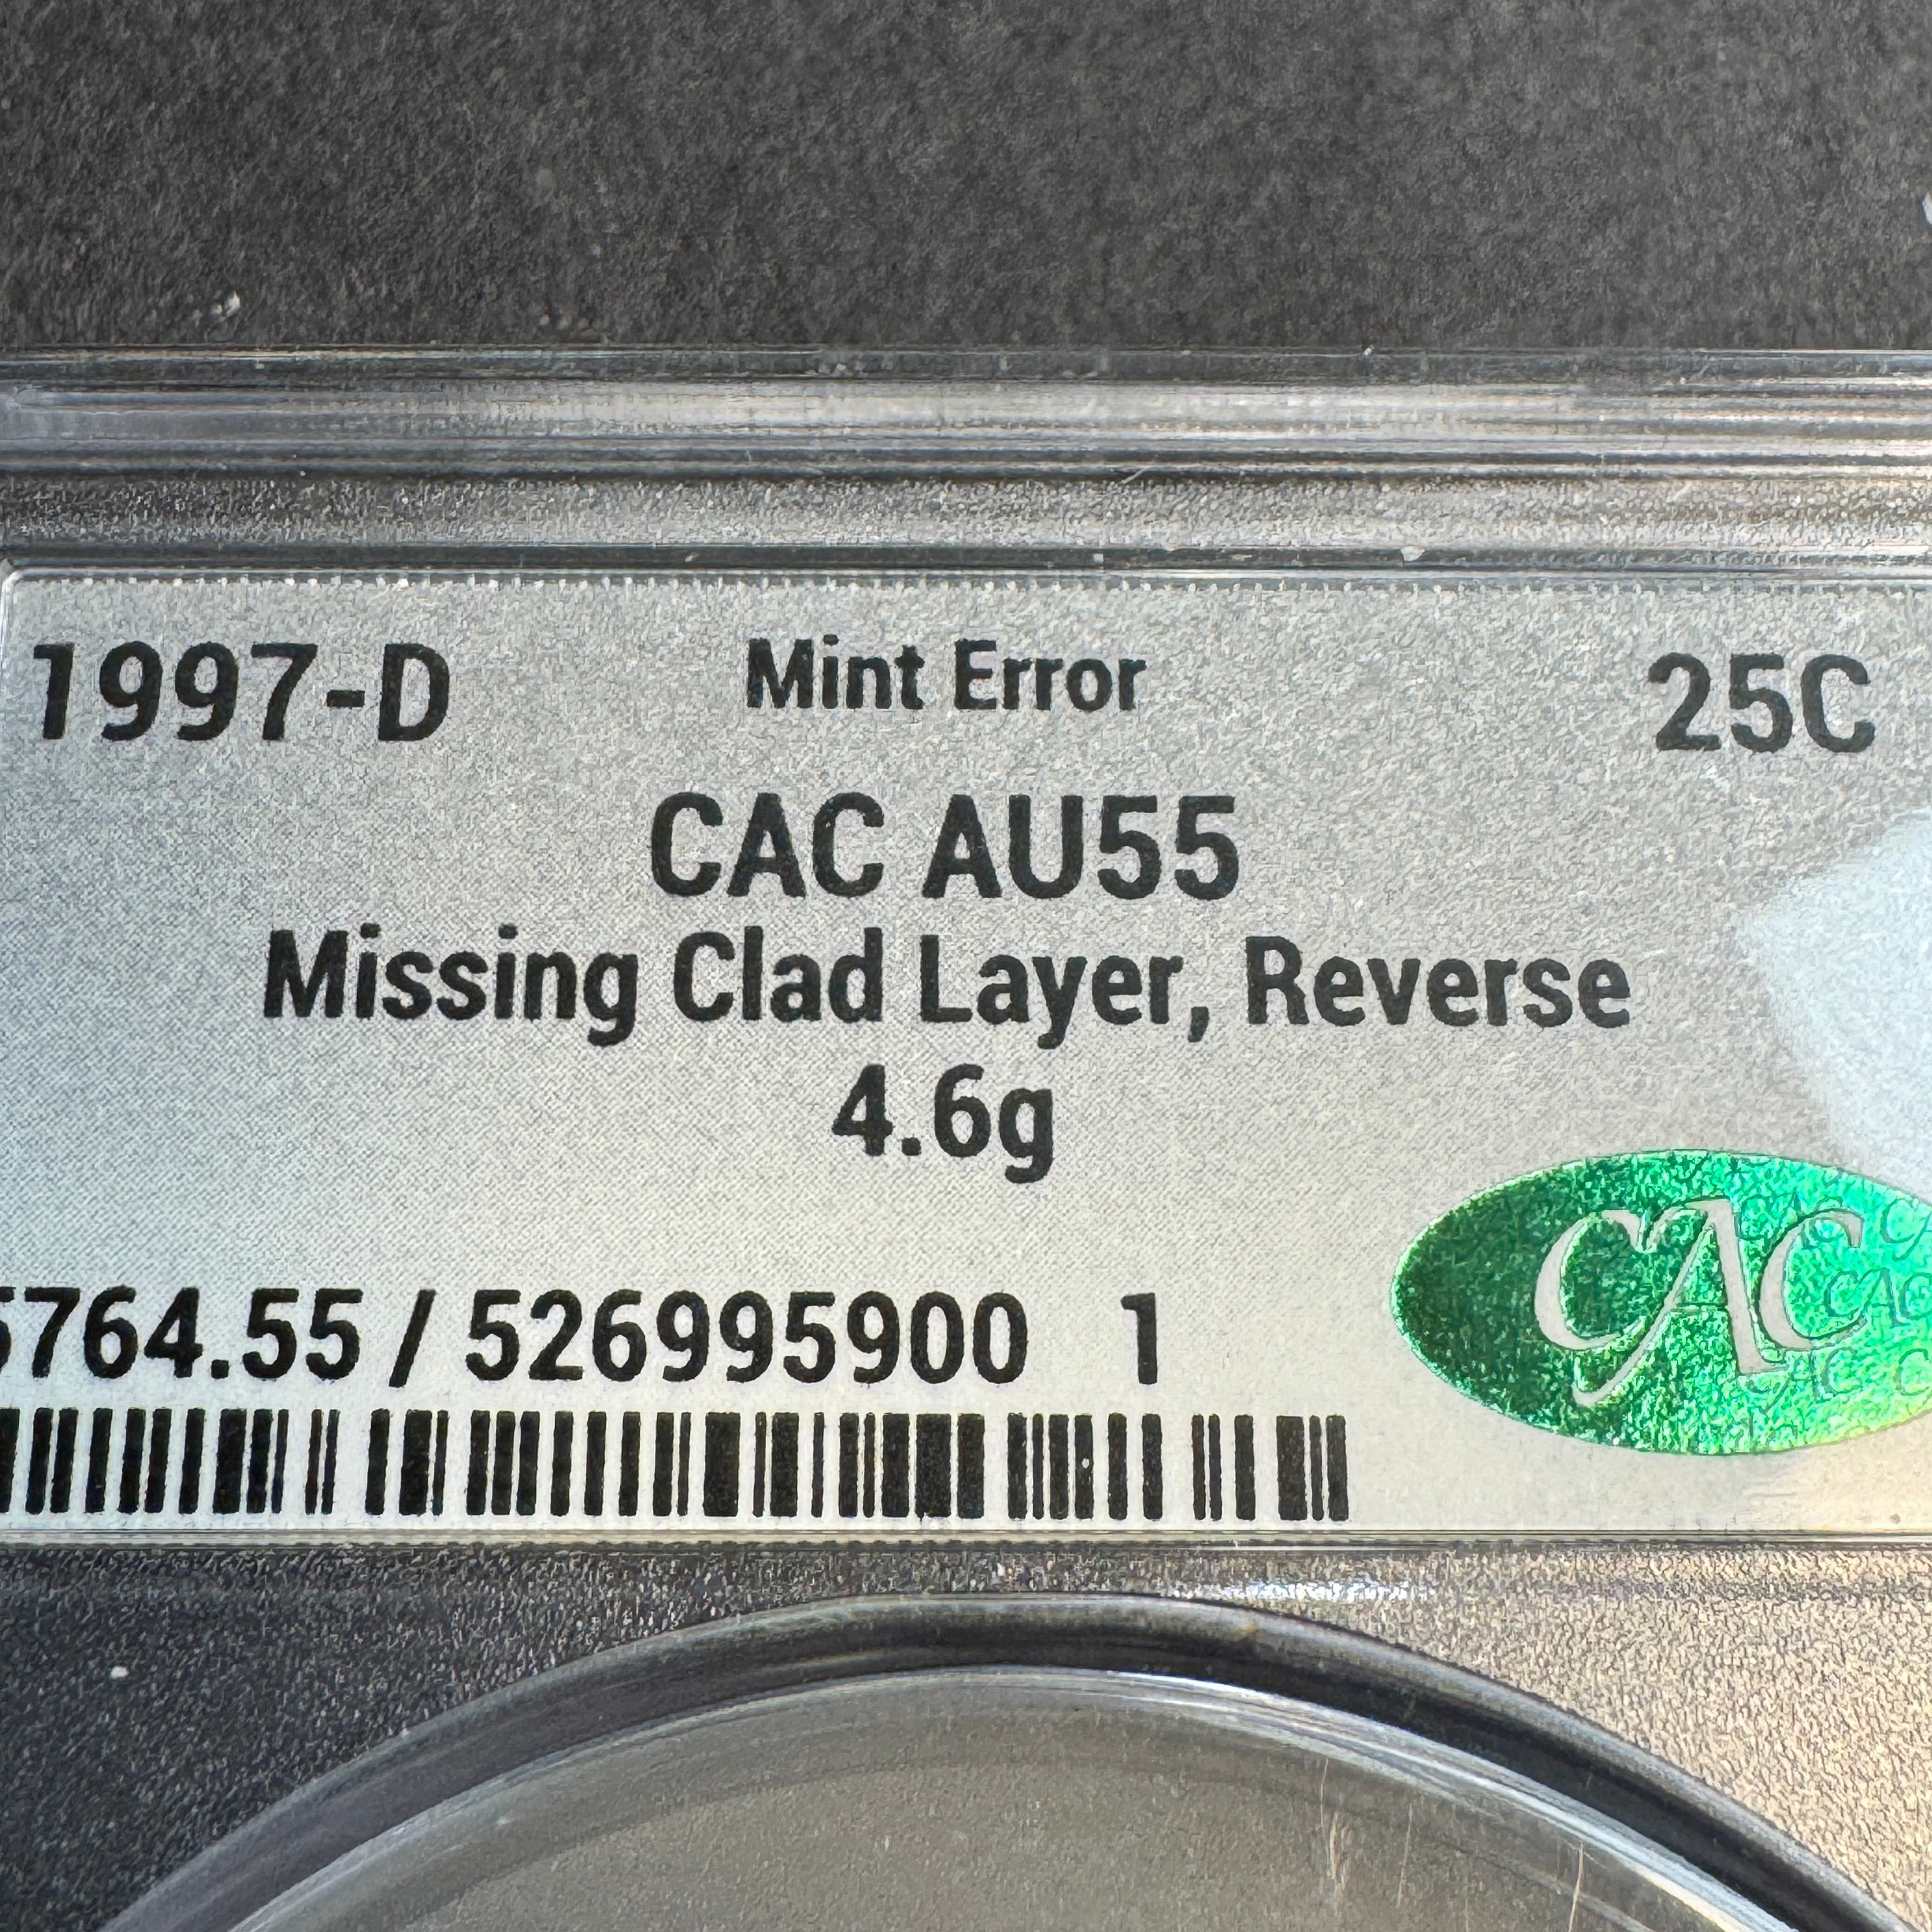 1997-D Mint Error 25C
CAC AU55
Missing Clad Layer, Reverse
4.6g
5764.55 / 526995900 1
CAC